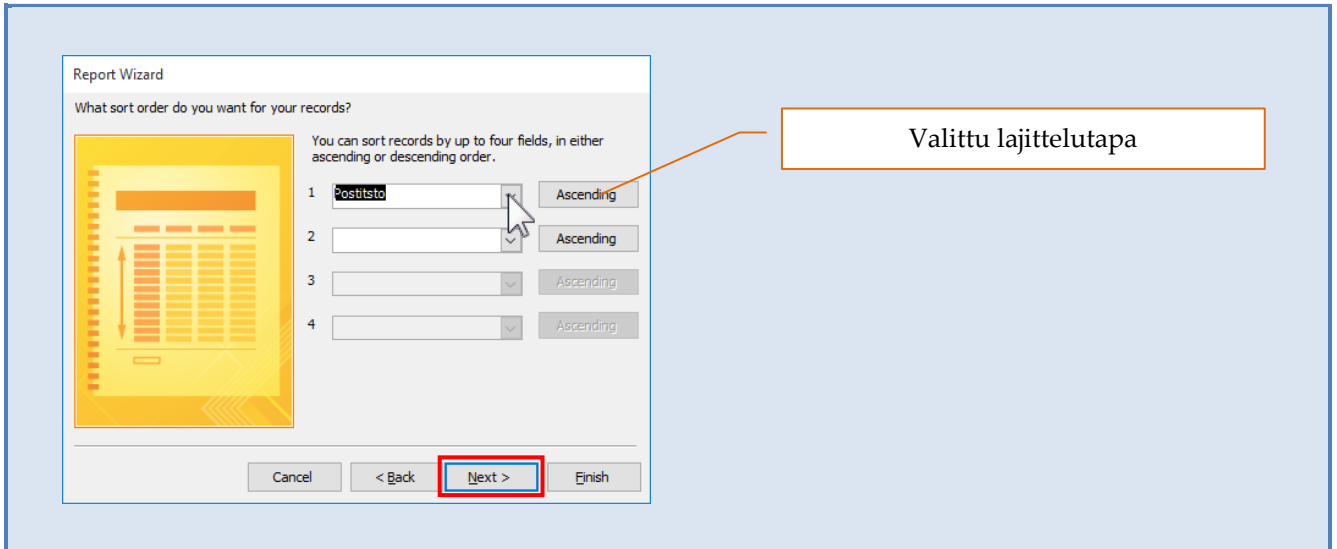 Report Wizard
What sort order do you want for your records?
You can sort records by up to four fields, in either
ascending or descending order.
1 Postitsto Ascending
2 Ascending
3 Ascending
4 Ascending
Cancel < Back Next > Finish
Valittu lajittelutapa